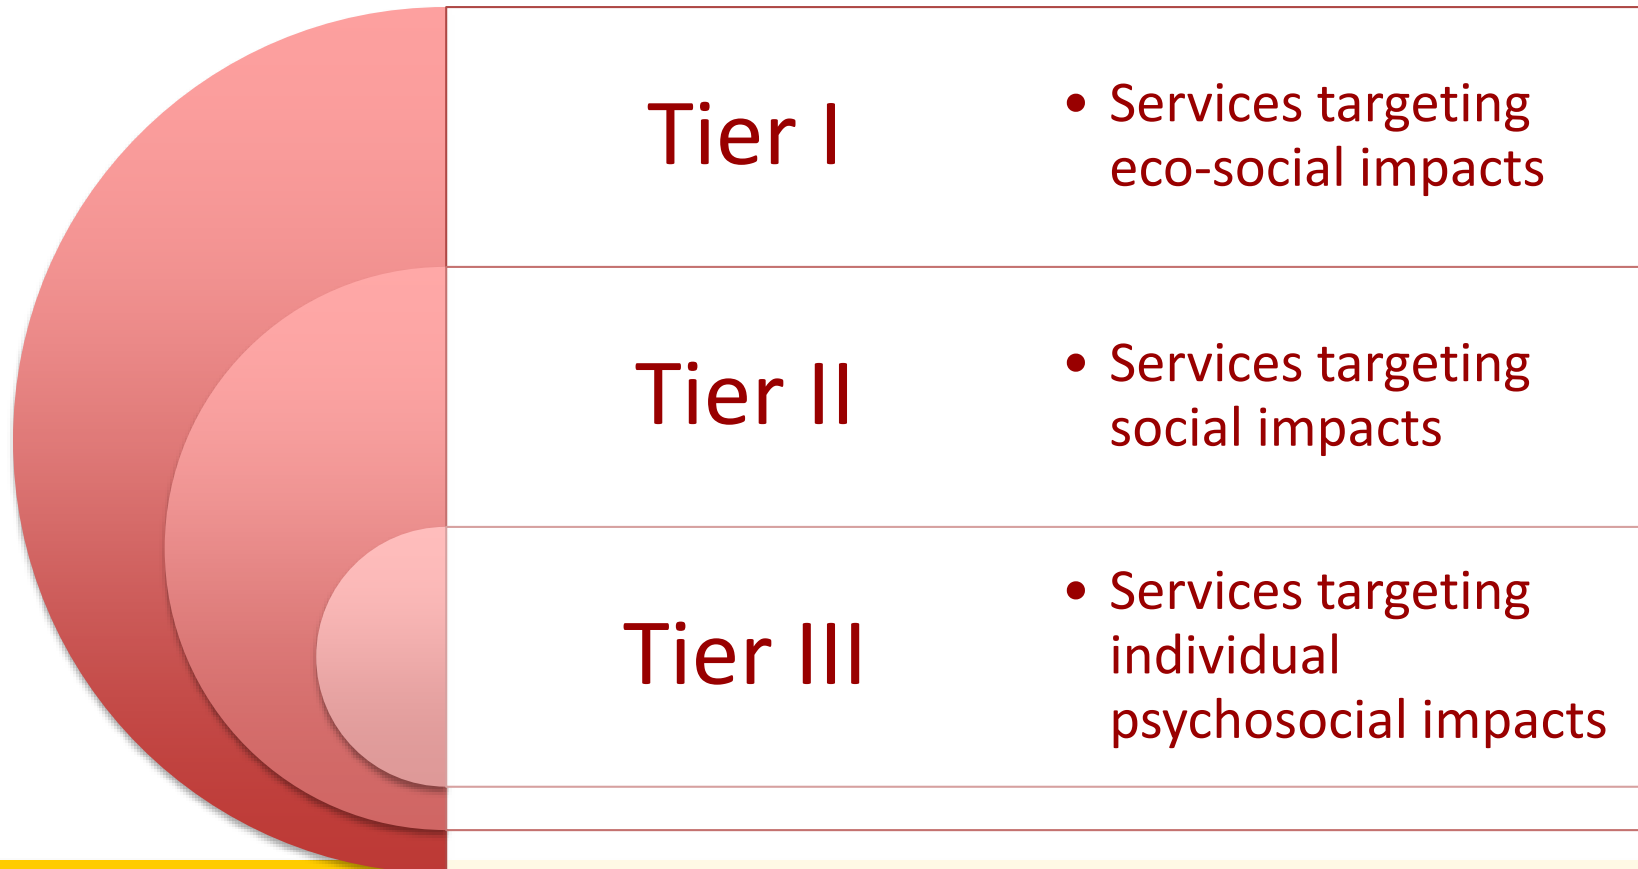 Tier I
• Services targeting
eco-social impacts
Tier II
• Services targeting
social impacts
Tier III
• Services targeting
individual
psychosocial impacts